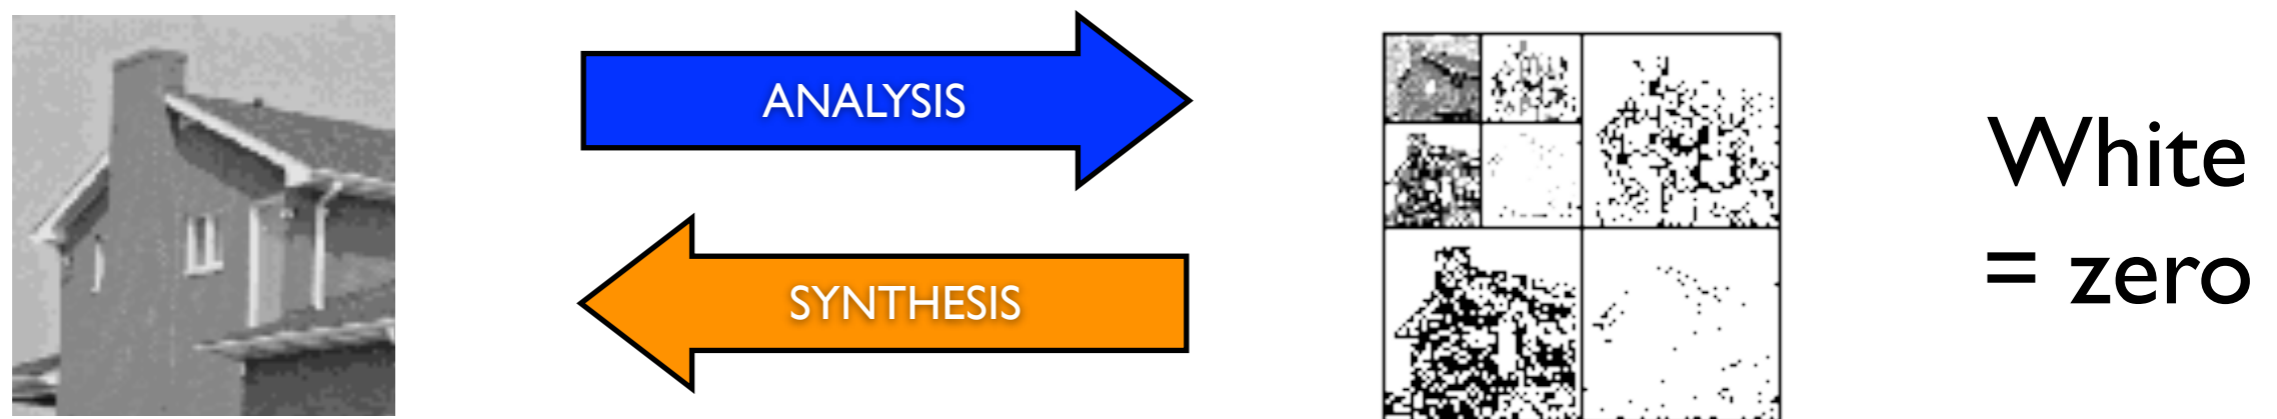 ANALYSIS
SYNTHESIS
White
= zero